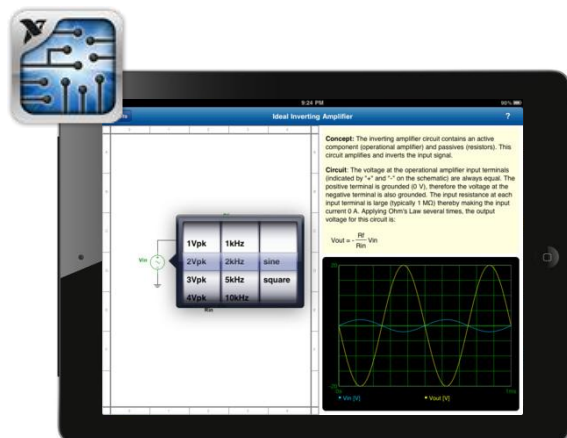 9:24 PM
90%
Ideal Inverting Amplifier
?
Concept: The inverting amplifier circuit contains an active
component (operational amplifier) and passives (resistors). This
circuit amplifies and inverts the input signal.
Circuit: The voltage at the operational amplifier input terminals
(indicated by "+" and "-" on the schematic) are always equal. The
positive terminal is grounded (0 V), therefore the voltage at the
negative terminal is also grounded. The input resistance at each
input terminal is large (typically 1 MΩ) thereby making the input
current 0 A. Applying Ohm's Law several times, the output
voltage for this circuit is:
Vout = - Rf
Rin
Vin
Vin
1Vpk 1kHz
2Vpk 2kHz sine
3Vpk 5kHz square
4Vpk 10kHz
Rin
Vin [V]
Vout [V]